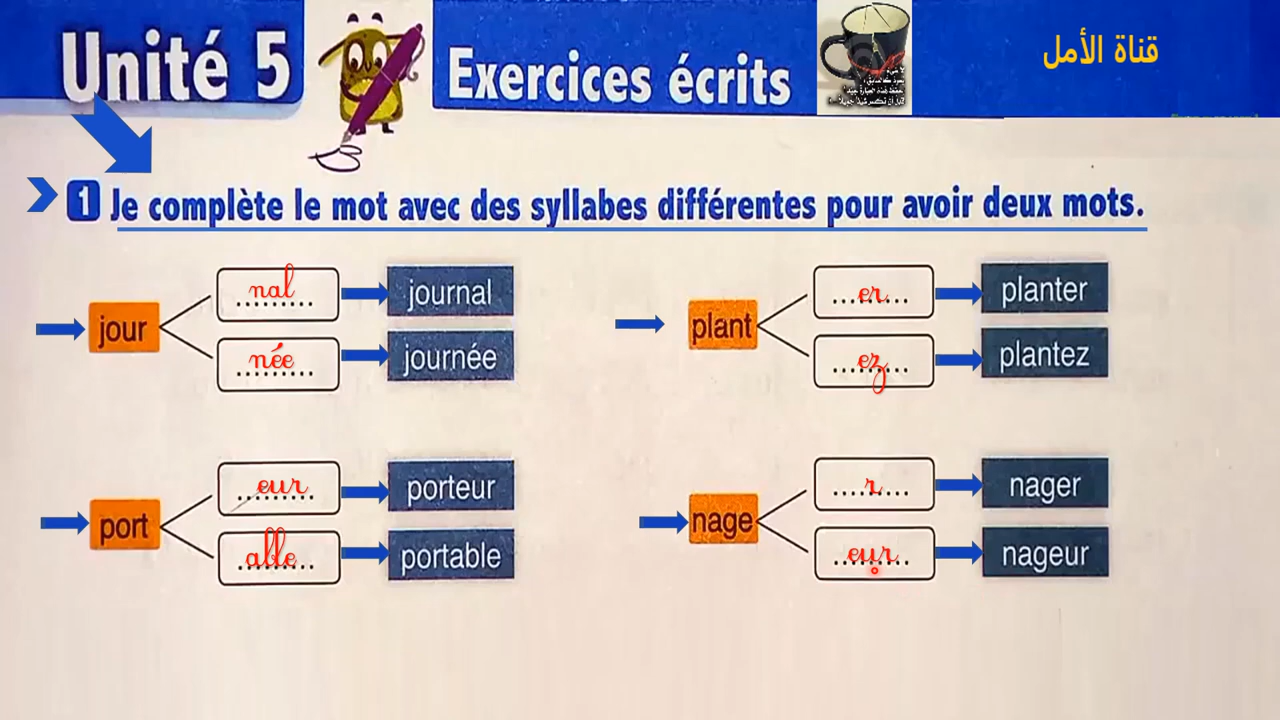 Unité 5
Exercices écrits
قناة الأمل
1 Je complète le mot avec des syllabes différentes pour avoir deux mots.
jour
nal
journal
née
journée
plant
er
planter
ez
plantez
port
eur
porteur
alle
portable
nage
r
nager
eur
nageur